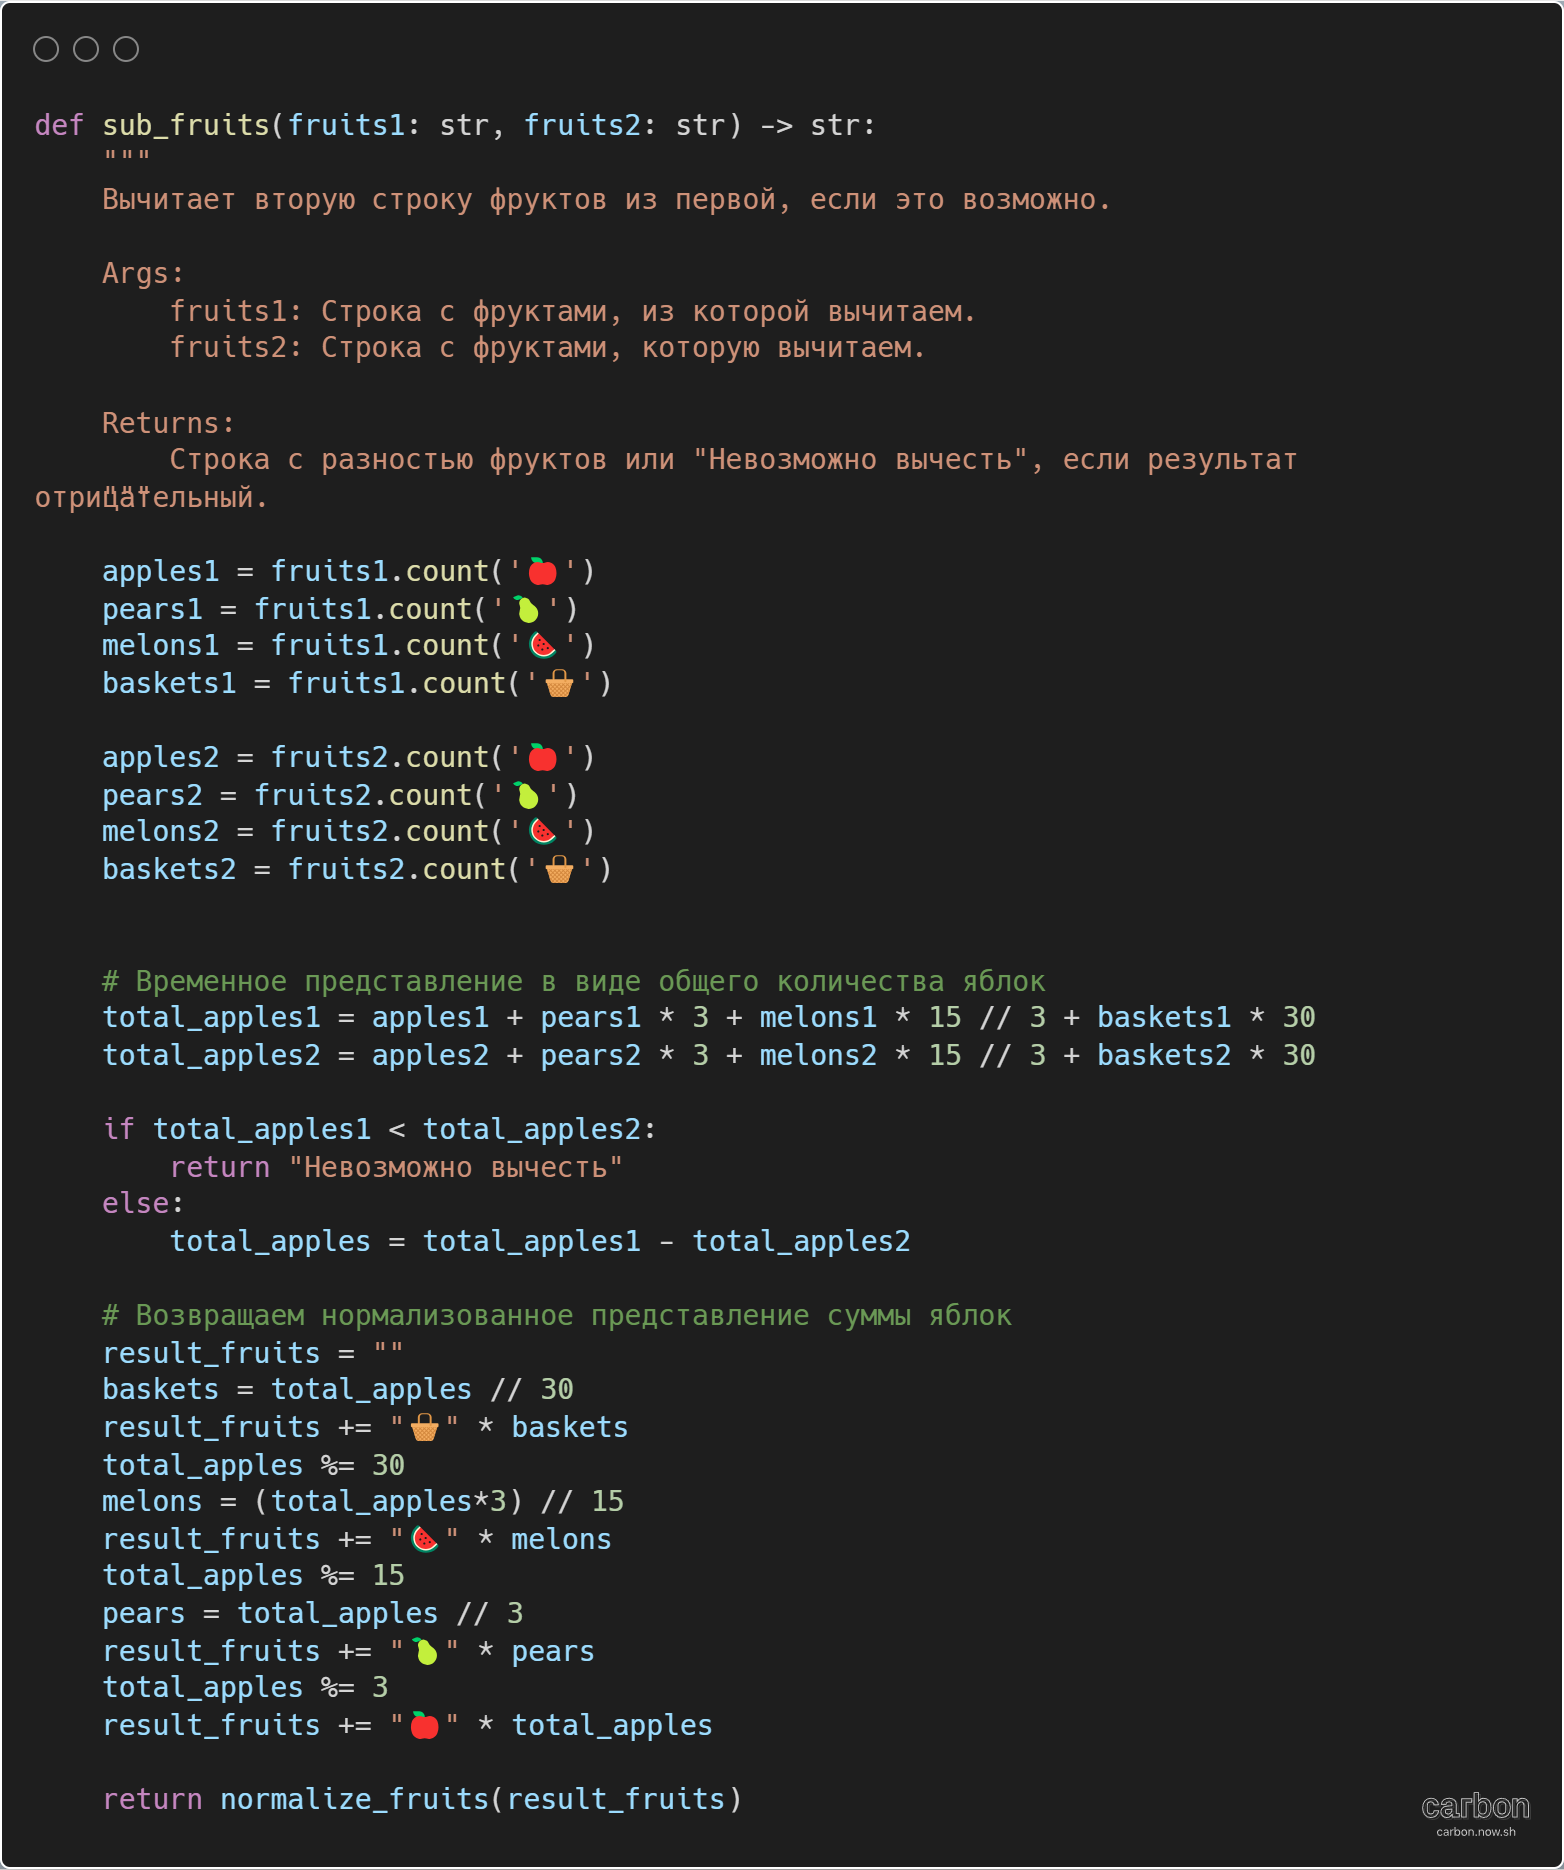 def sub_fruits(fruits1: str, fruits2: str) -> str:
    """
    Вычитает вторую строку фруктов из первой, если это возможно.

    Args:
        fruits1: Строка с фруктами, из которой вычитаем.
        fruits2: Строка с фруктами, которую вычитаем.

    Returns:
        Строка с разностью фруктов или "Невозможно вычесть", если результат
отрицательный.
    """

    apples1 = fruits1.count('🍎')
    pears1 = fruits1.count('🍐')
    melons1 = fruits1.count('🍉')
    baskets1 = fruits1.count('🧺')

    apples2 = fruits2.count('🍎')
    pears2 = fruits2.count('🍐')
    melons2 = fruits2.count('🍉')
    baskets2 = fruits2.count('🧺')


    # Временное представление в виде общего количества яблок
    total_apples1 = apples1 + pears1 * 3 + melons1 * 15 // 3 + baskets1 * 30
    total_apples2 = apples2 + pears2 * 3 + melons2 * 15 // 3 + baskets2 * 30

    if total_apples1 < total_apples2:
        return "Невозможно вычесть"
    else:
        total_apples = total_apples1 - total_apples2

    # Возвращаем нормализованное представление суммы яблок
    result_fruits = ""
    baskets = total_apples // 30
    result_fruits += "🧺" * baskets
    total_apples %= 30
    melons = (total_apples*3) // 15
    result_fruits += "🍉" * melons
    total_apples %= 15
    pears = total_apples // 3
    result_fruits += "🍐" * pears
    total_apples %= 3
    result_fruits += "🍎" * total_apples

    return normalize_fruits(result_fruits)
carbon
carbon.now.sh